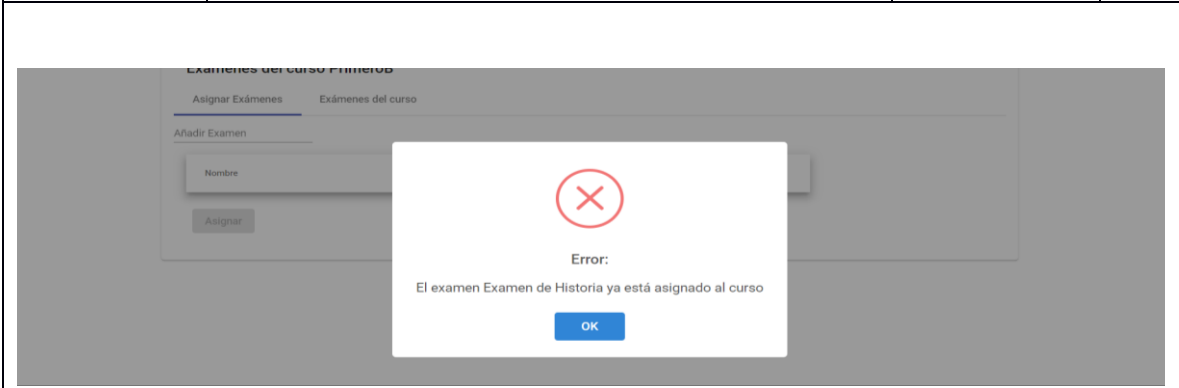 Exámenes del curso PrimeroB
Asignar Exámenes Exámenes del curso
Añadir Examen
Nombre
Asignar
Error:
El examen Examen de Historia ya está asignado al curso
OK